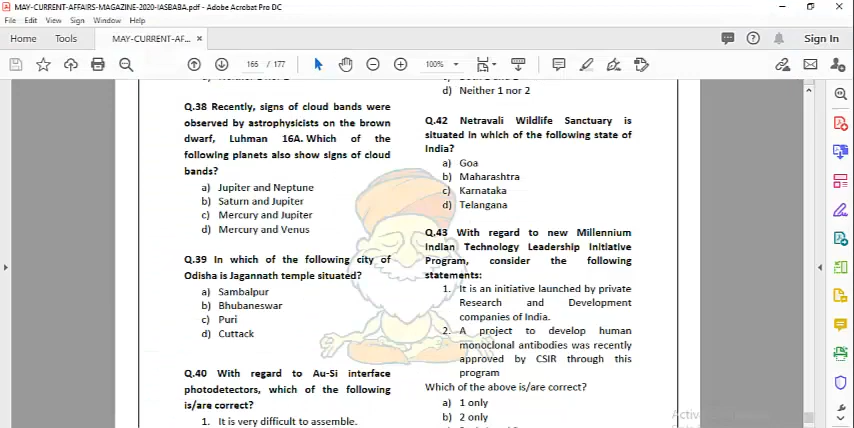 MAY-CURRENT-AFFAIRS-MAGAZINE-2020-IASBABA.pdf - Adobe Acrobat Pro DC
File Edit View Sign Window Help
Home Tools MAY-CURRENT-AF... × Sign In
165 / 177 100%
d) Neither 1 nor 2
Q.38 Recently, signs of cloud bands were
observed by astrophysicists on the brown
dwarf, Luhman 16A. Which of the
following planets also show signs of cloud
bands?
a) Jupiter and Neptune
b) Saturn and Jupiter
c) Mercury and Jupiter
d) Mercury and Venus
Q.39 In which of the following city of
Odisha is Jagannath temple situated?
a) Sambalpur
b) Bhubaneswar
c) Puri
d) Cuttack
Q.40 With regard to Au-Si interface
photodetectors, which of the following
is/are correct?
1. It is very difficult to assemble.
Q.42 Netravali Wildlife Sanctuary is
situated in which of the following state of
India?
a) Goa
b) Maharashtra
c) Karnataka
d) Telangana
Q.43 With regard to new Millennium
Indian Technology Leadership Initiative
Program, consider the following
statements:
1. It is an initiative launched by private
Research and Development
companies of India.
2. A project to develop human
monoclonal antibodies was recently
approved by CSIR through this
program
Which of the above is/are correct?
a) 1 only
b) 2 only